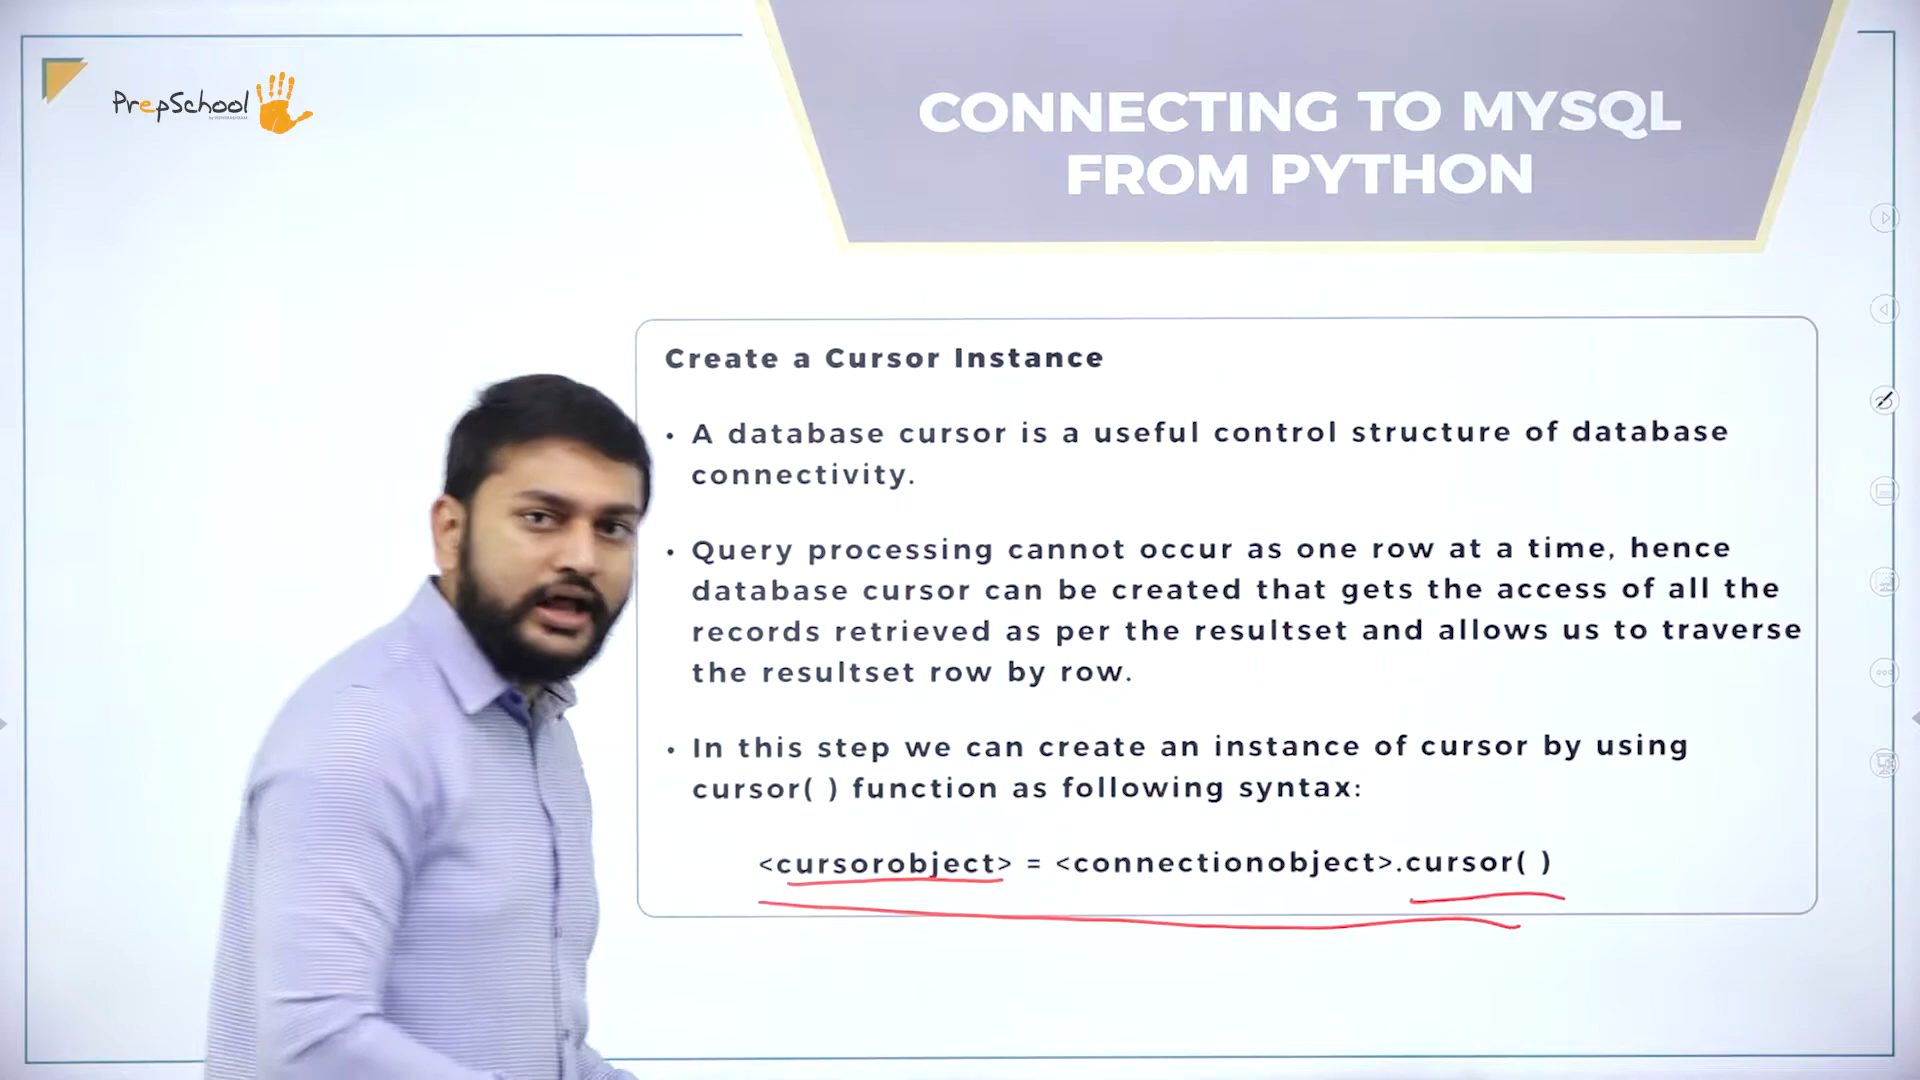 PrepSchool
CONNECTING TO MYSQL
FROM PYTHON
Create a Cursor Instance
• A database cursor is a useful control structure of database
connectivity.
• Query processing cannot occur as one row at a time, hence
database cursor can be created that gets the access of all the
records retrieved as per the resultset and allows us to traverse
the resultset row by row.
• In this step we can create an instance of cursor by using
cursor( ) function as following syntax:
<cursorobject> = <connectionobject>.cursor( )